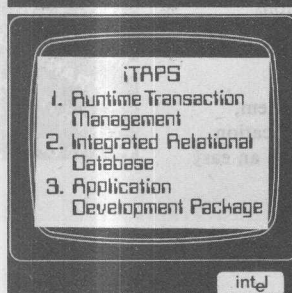 iTAPS
1. Runtime Transaction
Management
2. Integrated Relational
Database
3. Application
Development Package
intel